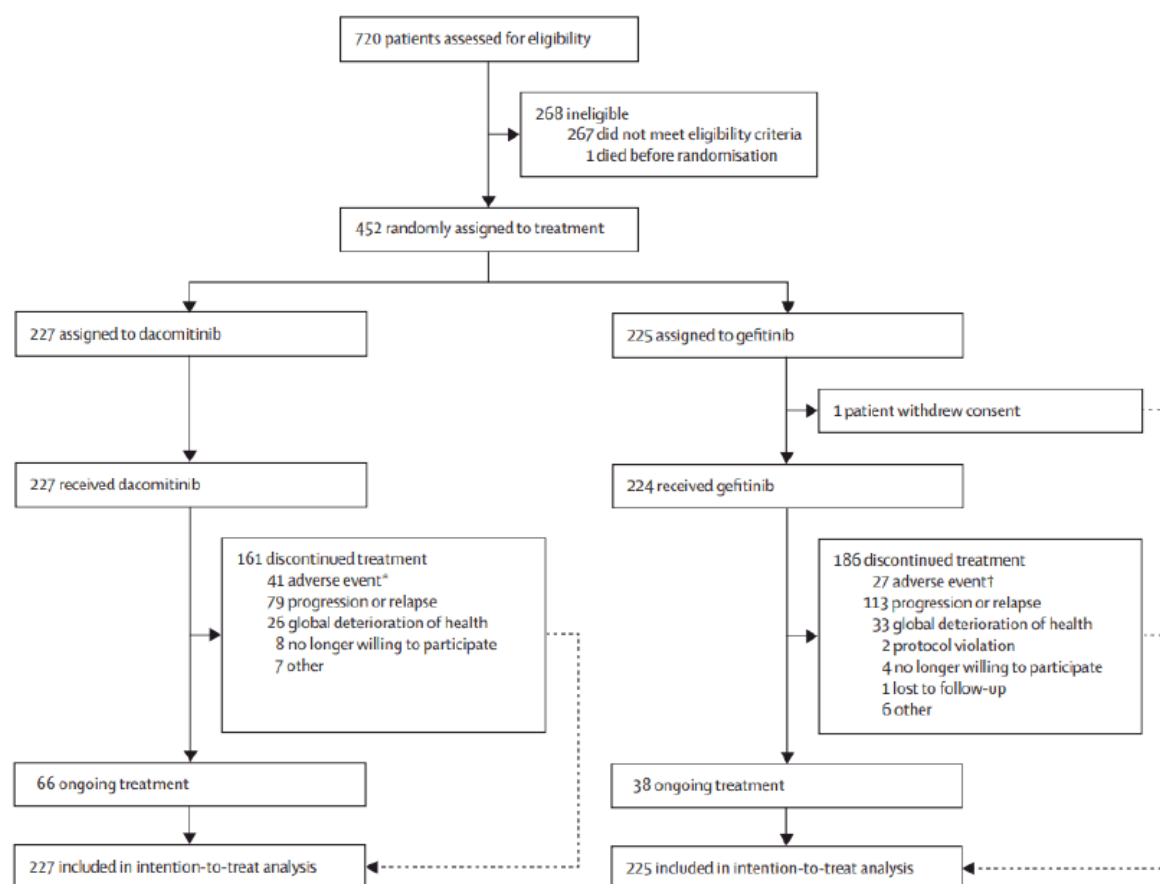 720 patients assessed for eligibility
268 ineligible
267 did not meet eligibility criteria
1 died before randomisation
452 randomly assigned to treatment
227 assigned to dacomitinib
225 assigned to gefitinib
1 patient withdrew consent
227 received dacomitinib
224 received gefitinib
161 discontinued treatment
41 adverse event*
79 progression or relapse
26 global deterioration of health
8 no longer willing to participate
7 other
186 discontinued treatment
27 adverse event†
113 progression or relapse
33 global deterioration of health
2 protocol violation
4 no longer willing to participate
1 lost to follow-up
6 other
66 ongoing treatment
38 ongoing treatment
227 included in intention-to-treat analysis
225 included in intention-to-treat analysis